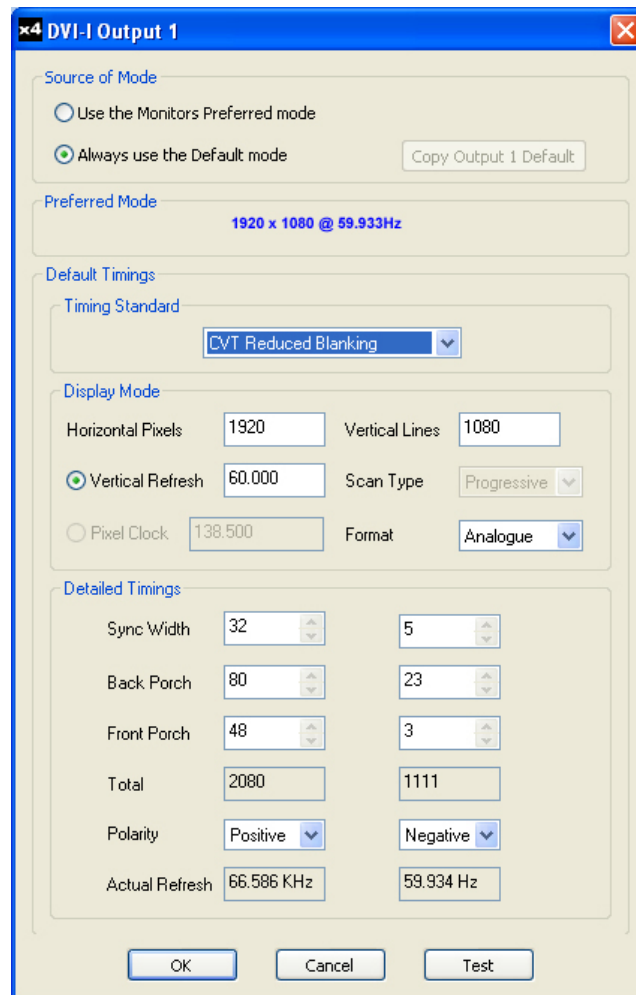 x4 DVI-I Output 1
Source of Mode
Use the Monitors Preferred mode
Always use the Default mode Copy Output 1 Default
Preferred Mode
1920 x 1080 @ 59.933Hz
Default Timings
Timing Standard
CVT Reduced Blanking
Display Mode
Horizontal Pixels 1920 Vertical Lines 1080
Vertical Refresh 60.000 Scan Type Progressive
Pixel Clock 138.500 Format Analogue
Detailed Timings
Sync Width 32 5
Back Porch 80 23
Front Porch 48 3
Total 2080 1111
Polarity Positive Negative
Actual Refresh 66.586 KHz 59.934 Hz
OK Cancel Test